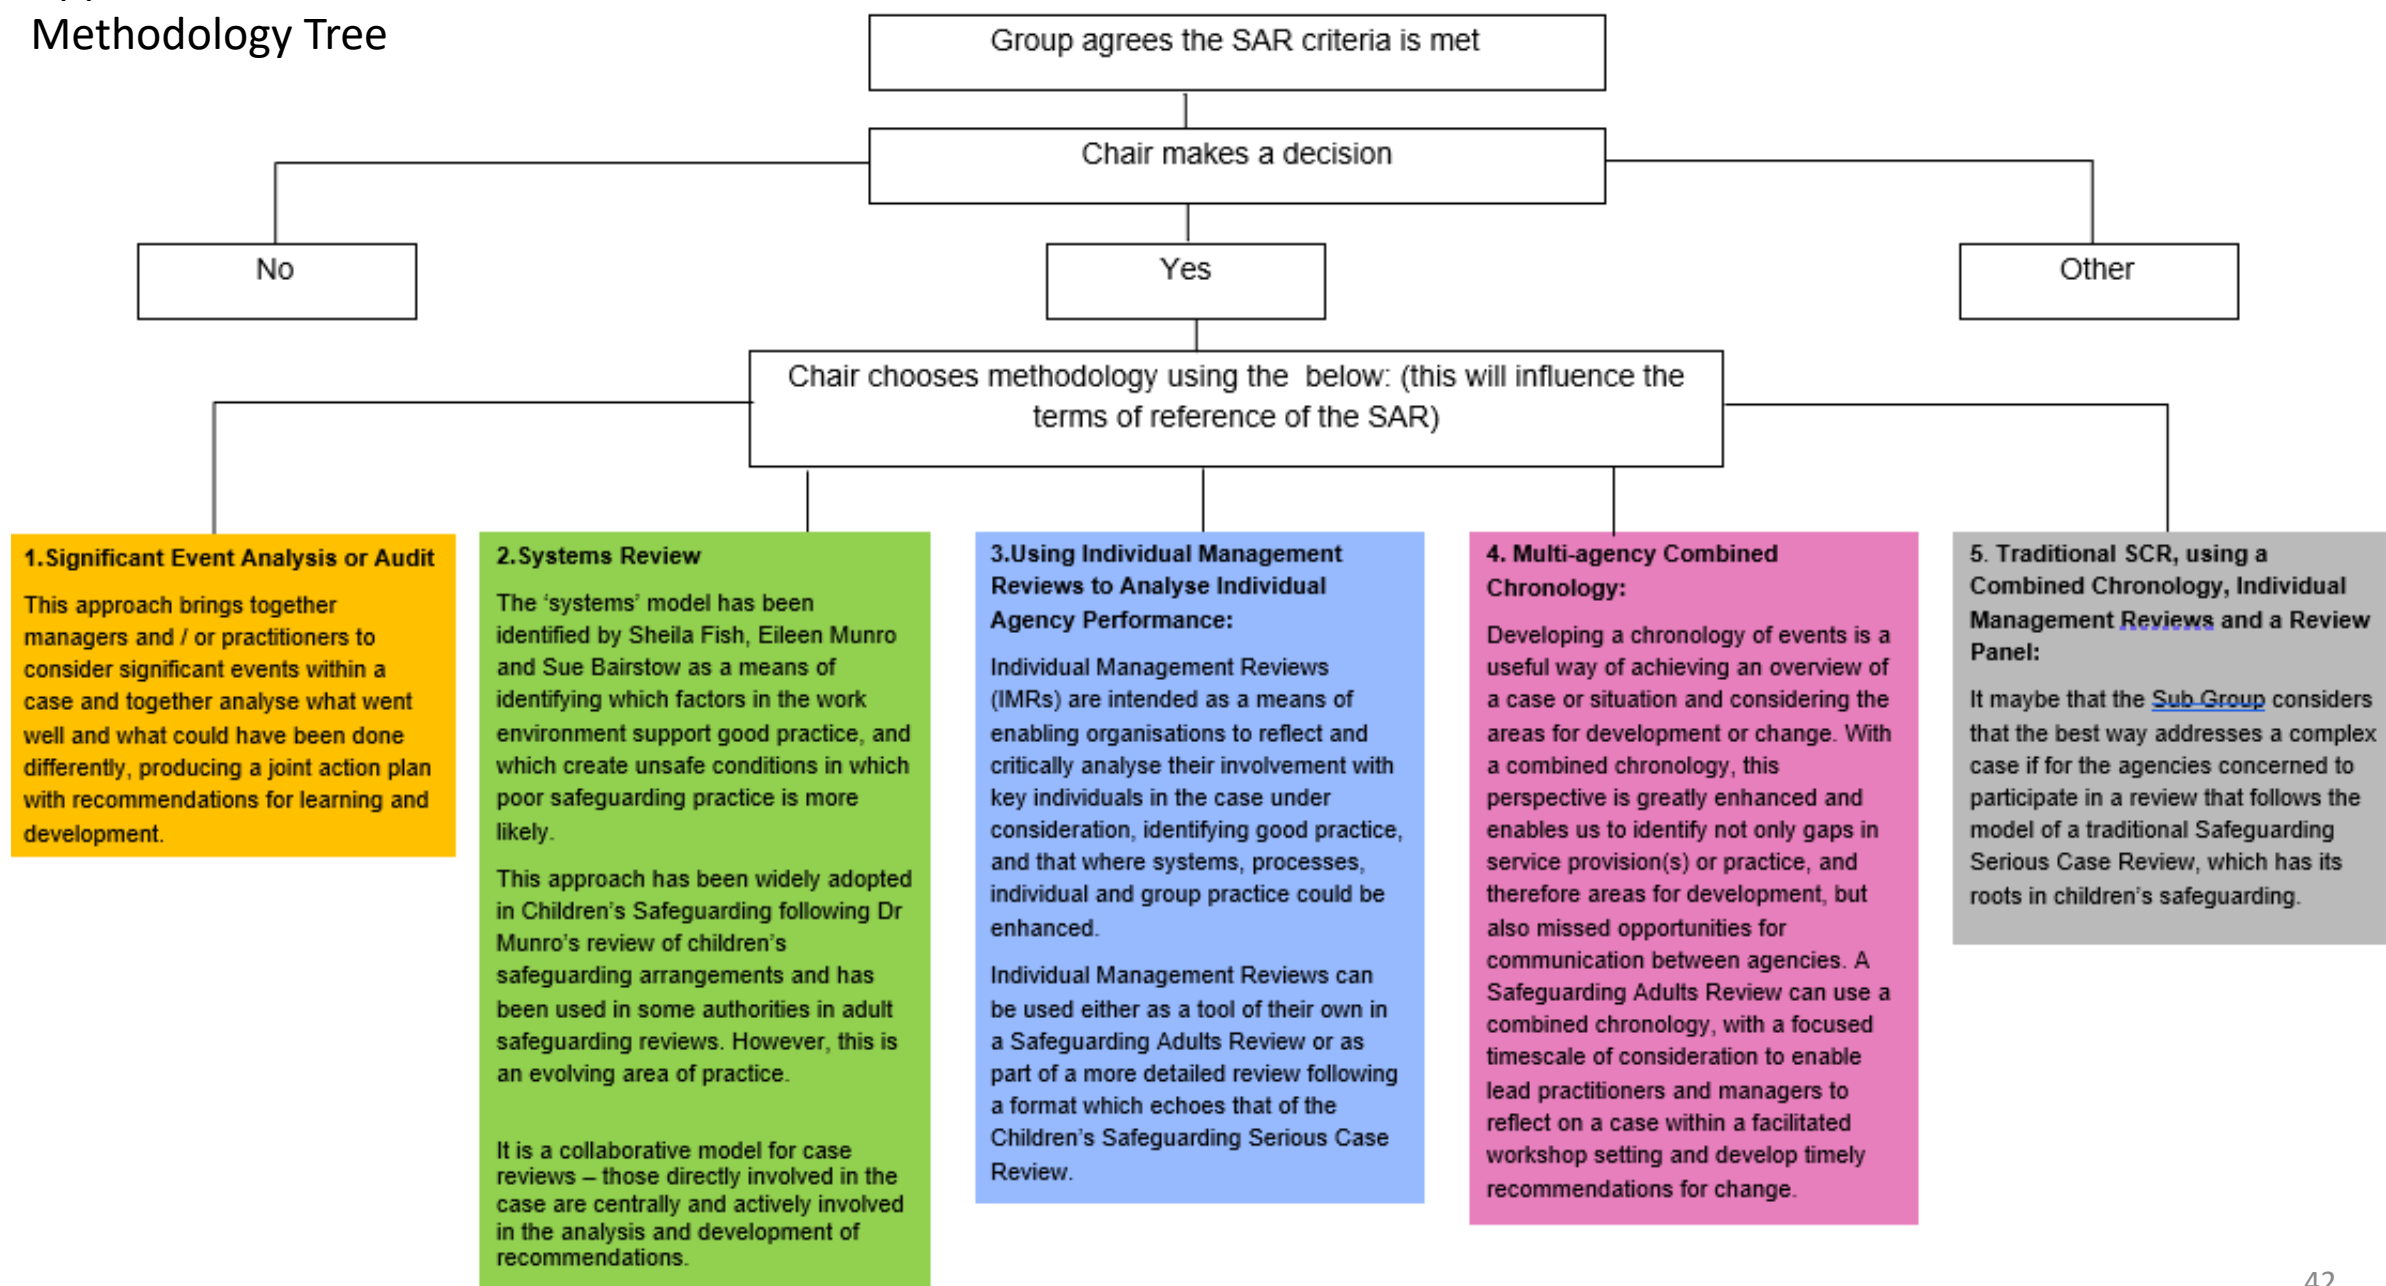 Methodology Tree
Group agrees the SAR criteria is met
Chair makes a decision
No
Yes
Other
Chair chooses methodology using the  below: (this will influence the
terms of reference of the SAR)
1.Significant Event Analysis or Audit
This approach brings together
managers and / or practitioners to
consider significant events within a
case and together analyse what went
well and what could have been done
differently, producing a joint action plan
with recommendations for learning and
development.
2.Systems Review
The ‘systems’ model has been
identified by Sheila Fish, Eileen Munro
and Sue Bairstow as a means of
identifying which factors in the work
environment support good practice, and
which create unsafe conditions in which
poor safeguarding practice is more
likely.
This approach has been widely adopted
in Children’s Safeguarding following Dr
Munro’s review of children’s
safeguarding arrangements and has
been used in some authorities in adult
safeguarding reviews. However, this is
an evolving area of practice.
It is a collaborative model for case
reviews – those directly involved in the
case are centrally and actively involved
in the analysis and development of
recommendations.
3.Using Individual Management
Reviews to Analyse Individual
Agency Performance:
Individual Management Reviews
(IMRs) are intended as a means of
enabling organisations to reflect and
critically analyse their involvement with
key individuals in the case under
consideration, identifying good practice,
and that where systems, processes,
individual and group practice could be
enhanced.
Individual Management Reviews can
be used either as a tool of their own in
a Safeguarding Adults Review or as
part of a more detailed review following
a format which echoes that of the
Children’s Safeguarding Serious Case
Review.
4. Multi-agency Combined
Chronology:
Developing a chronology of events is a
useful way of achieving an overview of
a case or situation and considering the
areas for development or change. With
a combined chronology, this
perspective is greatly enhanced and
enables us to identify not only gaps in
service provision(s) or practice, and
therefore areas for development, but
also missed opportunities for
communication between agencies. A
Safeguarding Adults Review can use a
combined chronology, with a focused
timescale of consideration to enable
lead practitioners and managers to
reflect on a case within a facilitated
workshop setting and develop timely
recommendations for change.
5. Traditional SCR, using a
Combined Chronology, Individual
Management Reviews and a Review
Panel:
It maybe that the Sub Group considers
that the best way addresses a complex
case if for the agencies concerned to
participate in a review that follows the
model of a traditional Safeguarding
Serious Case Review, which has its
roots in children’s safeguarding.
42